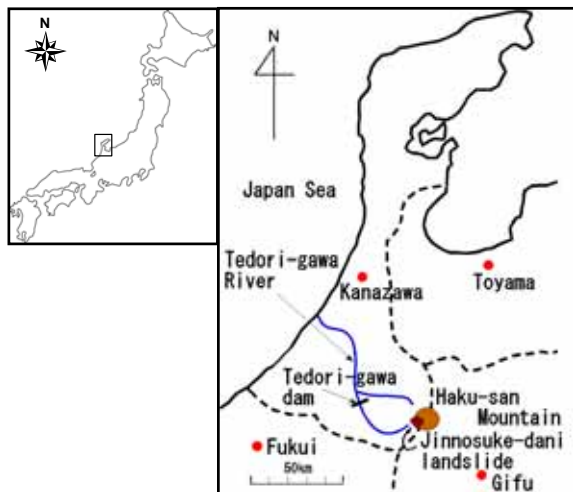 N
N
Japan Sea
Tedori-gawa
River
Kanazawa
Toyama
Tedori-gawa
dam
Haku-san
Mountain
Jinnosuke-dani
landslide
Fukui
50km
Gifu